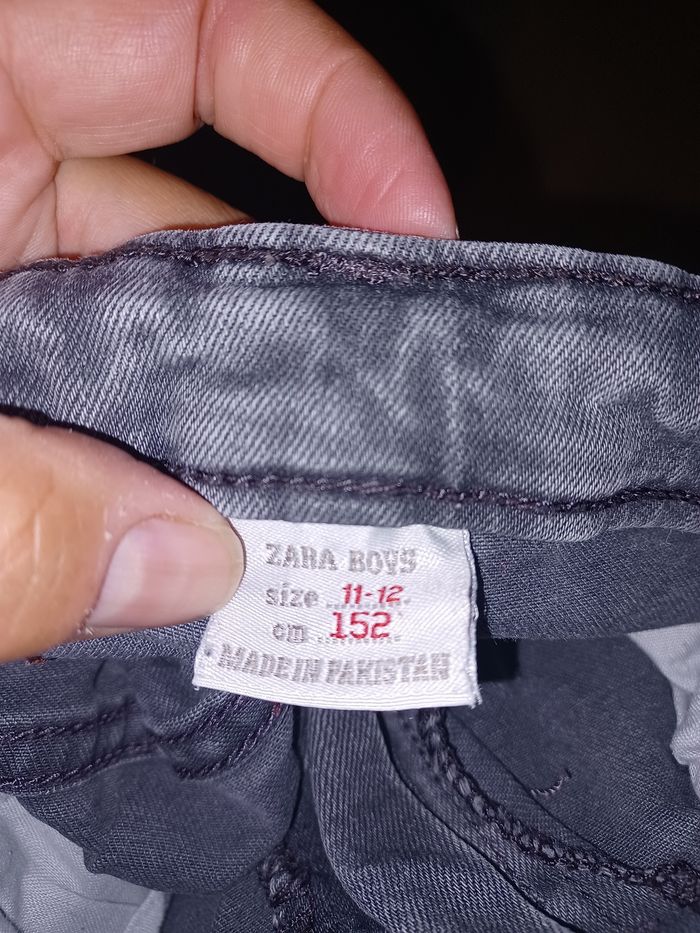 ZARA BOYS
size 11-12
cm 152
MADE IN PAKISTAN